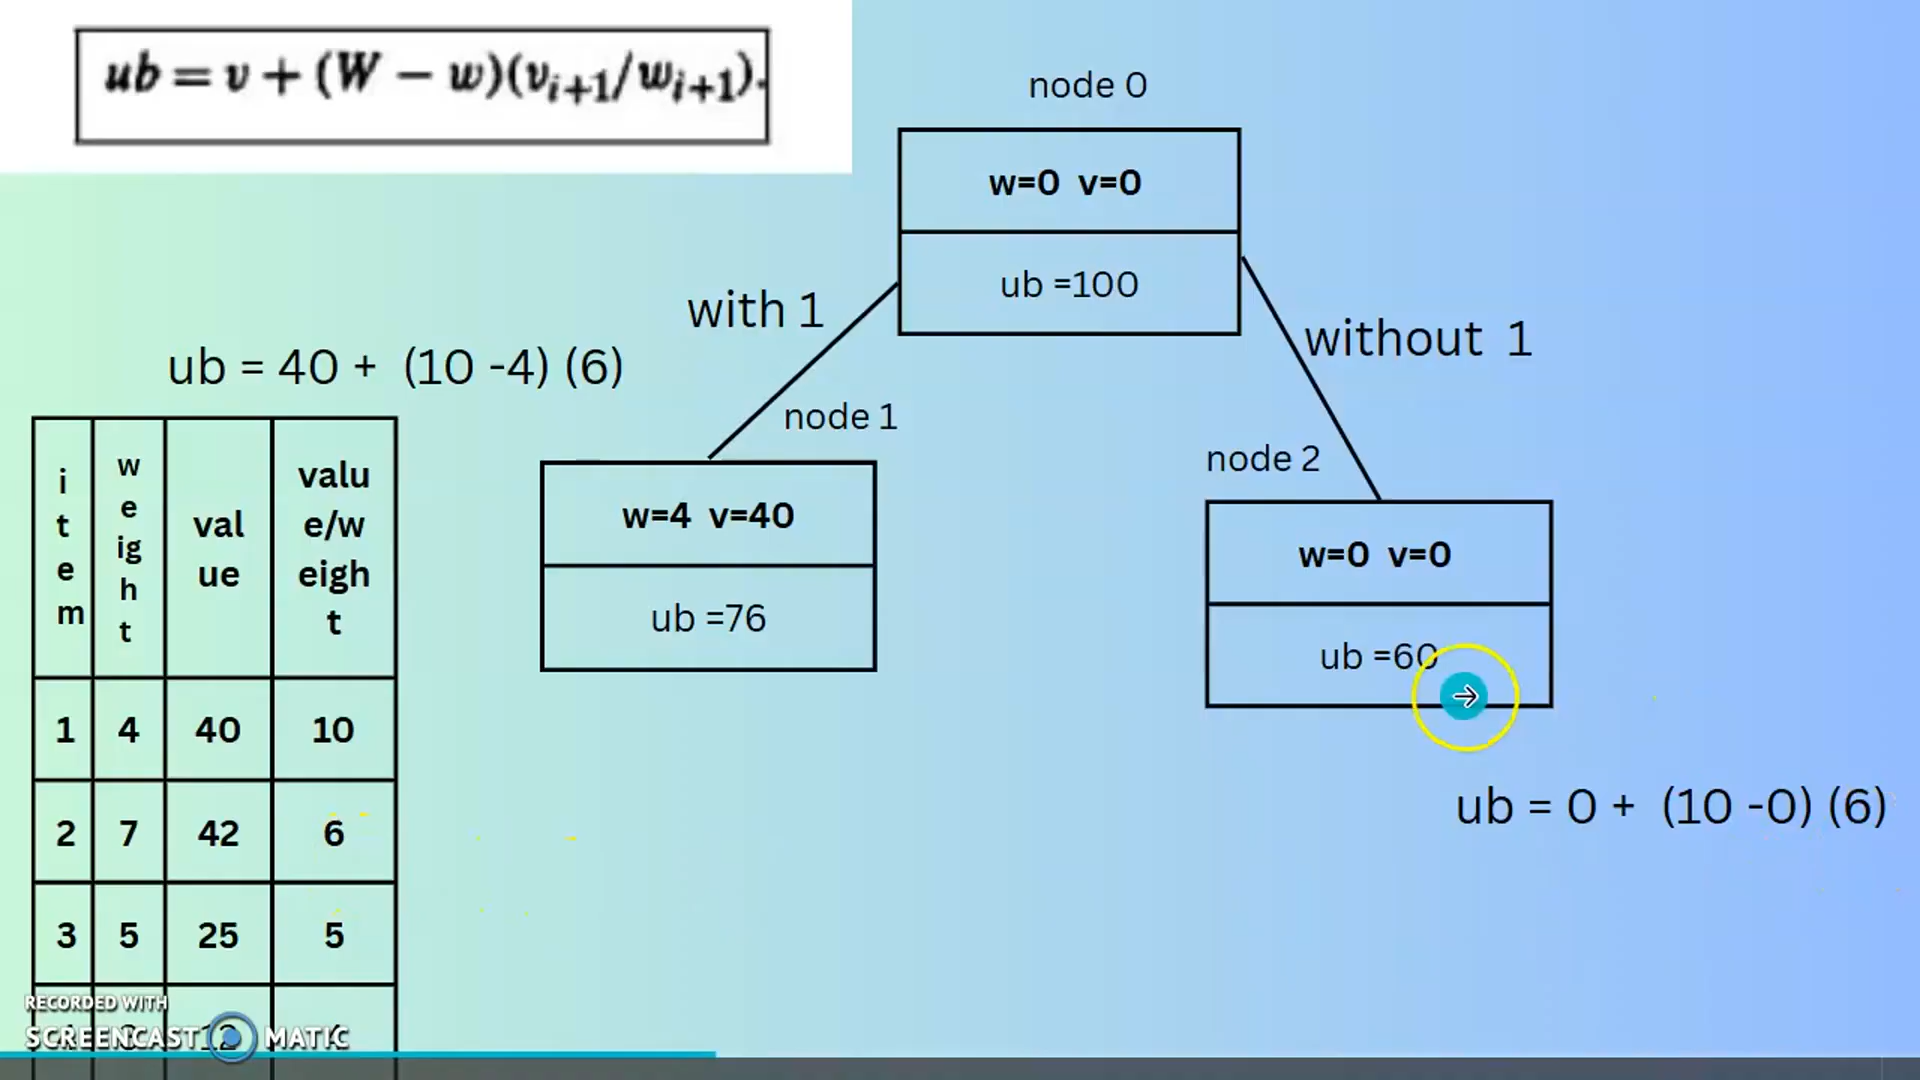 ub = v + (W − w)(vᵢ₊₁/wᵢ₊₁).
node 0
w=0 v=0
ub =100
with 1
without 1
ub = 40 + (10 -4) (6)
node 1
node 2
w=4 v=40
ub =76
w=0 v=0
ub =60
ub = 0 + (10 -0) (6)
item weight value value/weight
1 4 40 10
2 7 42 6
3 5 25 5
12
RECORDED WITH
SCREENCAST MATIC